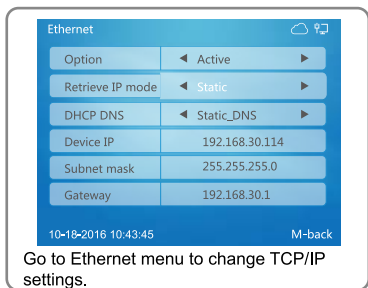 Ethernet
Option Active
Retrieve IP mode Static
DHCP DNS Static_DNS
Device IP 192.168.30.114
Subnet mask 255.255.255.0
Gateway 192.168.30.1
10-18-2016 10:43:45 M-back
Go to Ethernet menu to change TCP/IP
settings.